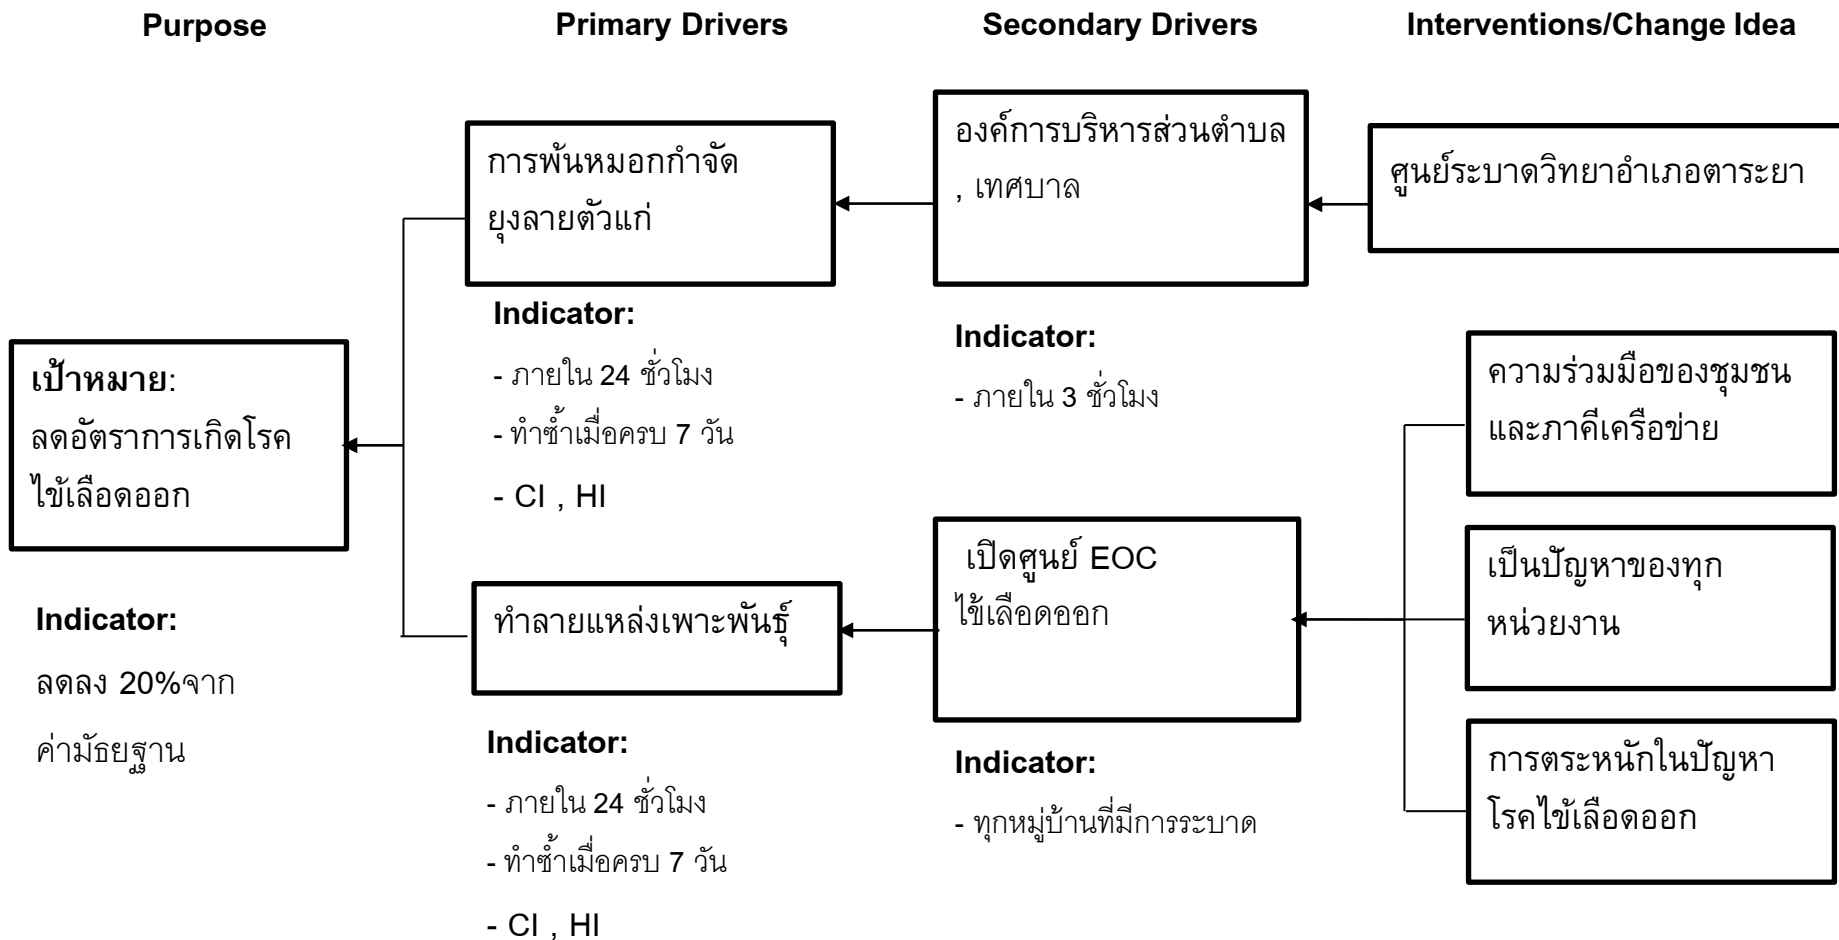 Purpose
Primary Drivers
Secondary Drivers
Interventions/Change Idea
เป้าหมาย:
ลดอัตราการเกิดโรค
ไข้เลือดออก
Indicator:
ลดลง 20%จาก
ค่ามัธยฐาน
การพ้นหมอกกำจัด
ยุงลายตัวแก่
Indicator:
- ภายใน 24 ชั่วโมง
- ทำซ้ำเมื่อครบ 7 วัน
- CI , HI
ทำลายแหล่งเพาะพันธุ์
Indicator:
- ภายใน 24 ชั่วโมง
- ทำซ้ำเมื่อครบ 7 วัน
- CI , HI
องค์การบริหารส่วนตำบล
, เทศบาล
Indicator:
- ภายใน 3 ชั่วโมง
เปิดศูนย์ EOC
ไข้เลือดออก
Indicator:
- ทุกหมู่บ้านที่มีการระบาด
ศูนย์ระบาดวิทยาอำเภอตาระยา
ความร่วมมือของชุมชน
และภาคีเครือข่าย
เป็นปัญหาของทุก
หน่วยงาน
การตระหนักในปัญหา
โรคไข้เลือดออก